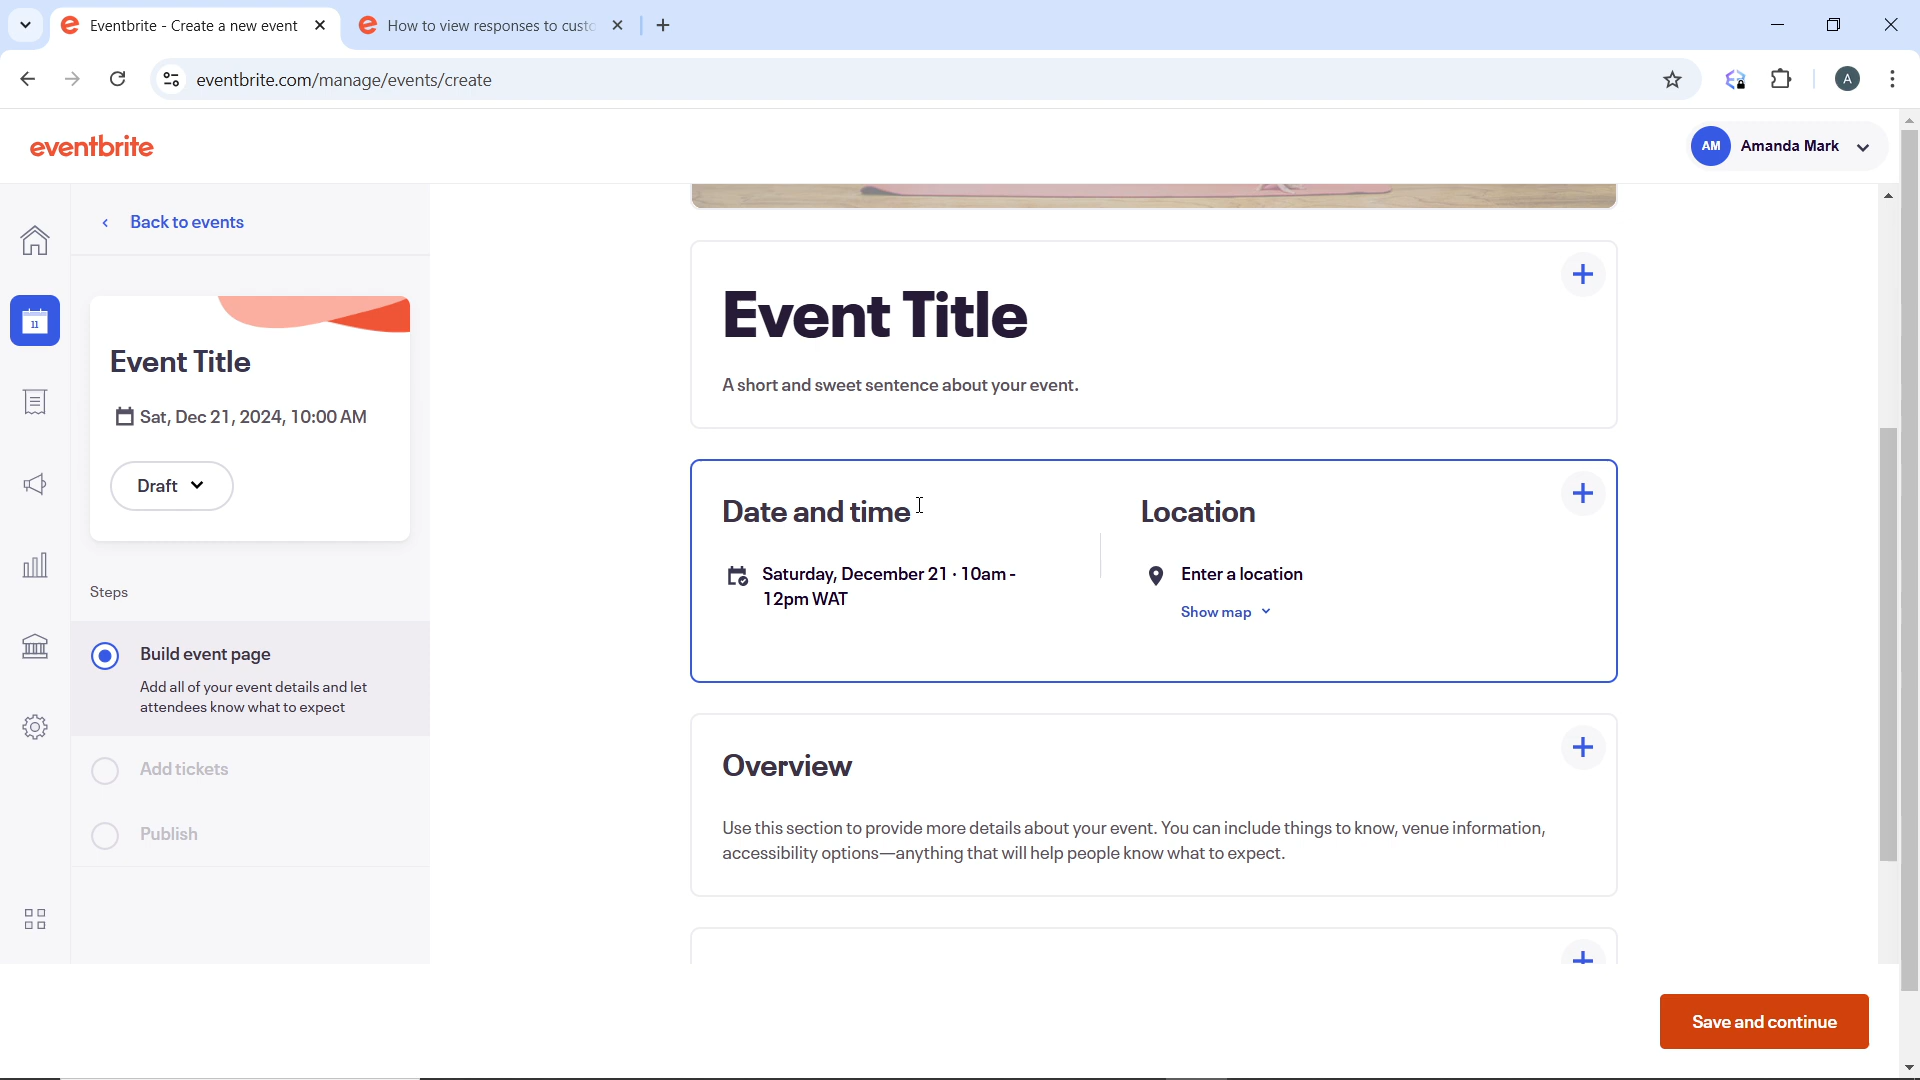 Eventbrite - Create a new event
How to view responses to custo
eventbrite.com/manage/events/create
A
eventbrite
AM
Amanda Mark
Back to events
11
Event Title
Sat, Dec 21, 2024, 10:00 AM
Draft
Steps
Build event page
Add all of your event details and let
attendees know what to expect
Add tickets
Publish
Event Title
A short and sweet sentence about your event.
Date and time
Saturday, December 21 · 10am -
12pm WAT
Location
Enter a location
Show map
Overview
Use this section to provide more details about your event. You can include things to know, venue information,
accessibility options—anything that will help people know what to expect.
Save and continue